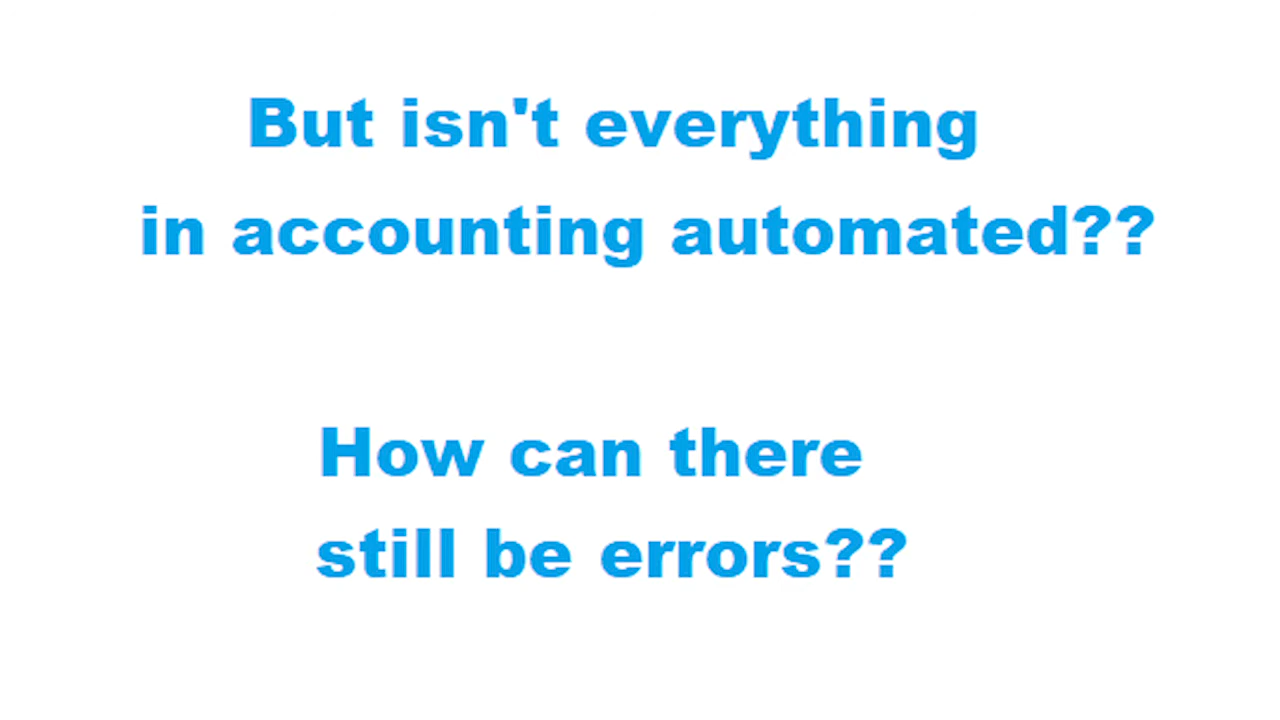 But isn't everything
in accounting automated??
How can there
still be errors??